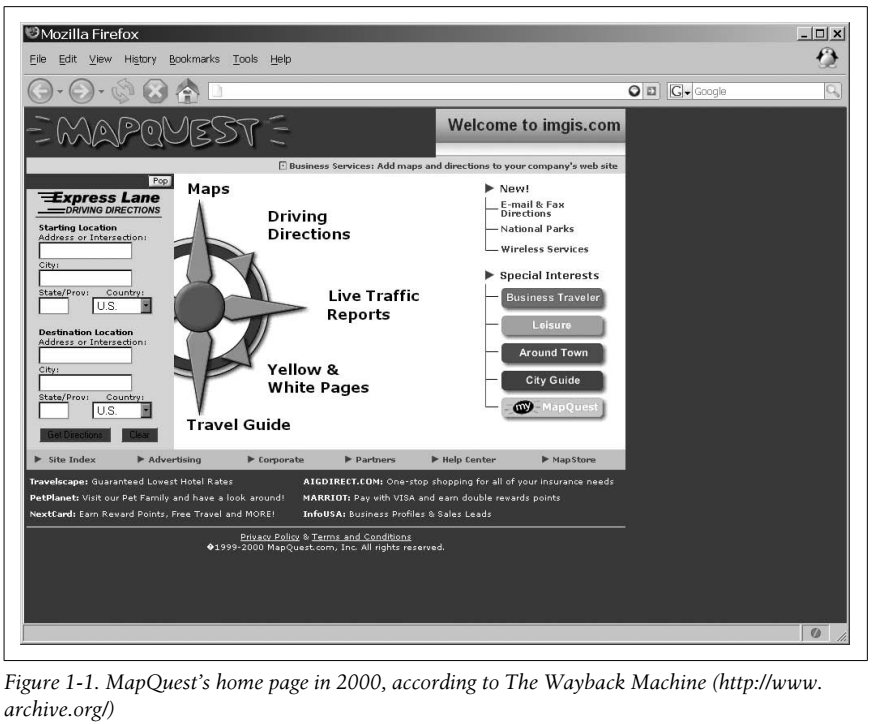 Mozilla Firefox
File Edit View History Bookmarks Tools Help
G Google
MAPQUEST
Welcome to imgis.com
Business Services: Add maps and directions to your company's web site
Pop
Express Lane
DRIVING DIRECTIONS
Starting Location
Address or Intersection:
City:
State/Prov: Country:
U.S.
Destination Location
Address or Intersection:
City:
State/Prov: Country:
U.S.
Get Directions Clear
Maps
Driving
Directions
Live Traffic
Reports
Yellow &
White Pages
Travel Guide
New!
E-mail & Fax
Directions
National Parks
Wireless Services
Special Interests
Business Traveler
Leisure
Around Town
City Guide
my MapQuest
Site Index Advertising Corporate Partners Help Center MapStore
Travelscape: Guaranteed Lowest Hotel Rates
AIGDIRECT.COM: One-stop shopping for all of your insurance needs
PetPlanet: Visit our Pet Family and have a look around!
MARRIOT: Pay with VISA and earn double rewards points
NextCard: Earn Reward Points, Free Travel and MORE!
InfoUSA: Business Profiles & Sales Leads
Privacy Policy & Terms and Conditions
�1999-2000 MapQuest.com, Inc. All rights reserved.
Figure 1-1. MapQuest's home page in 2000, according to The Wayback Machine (http://www.
archive.org/)